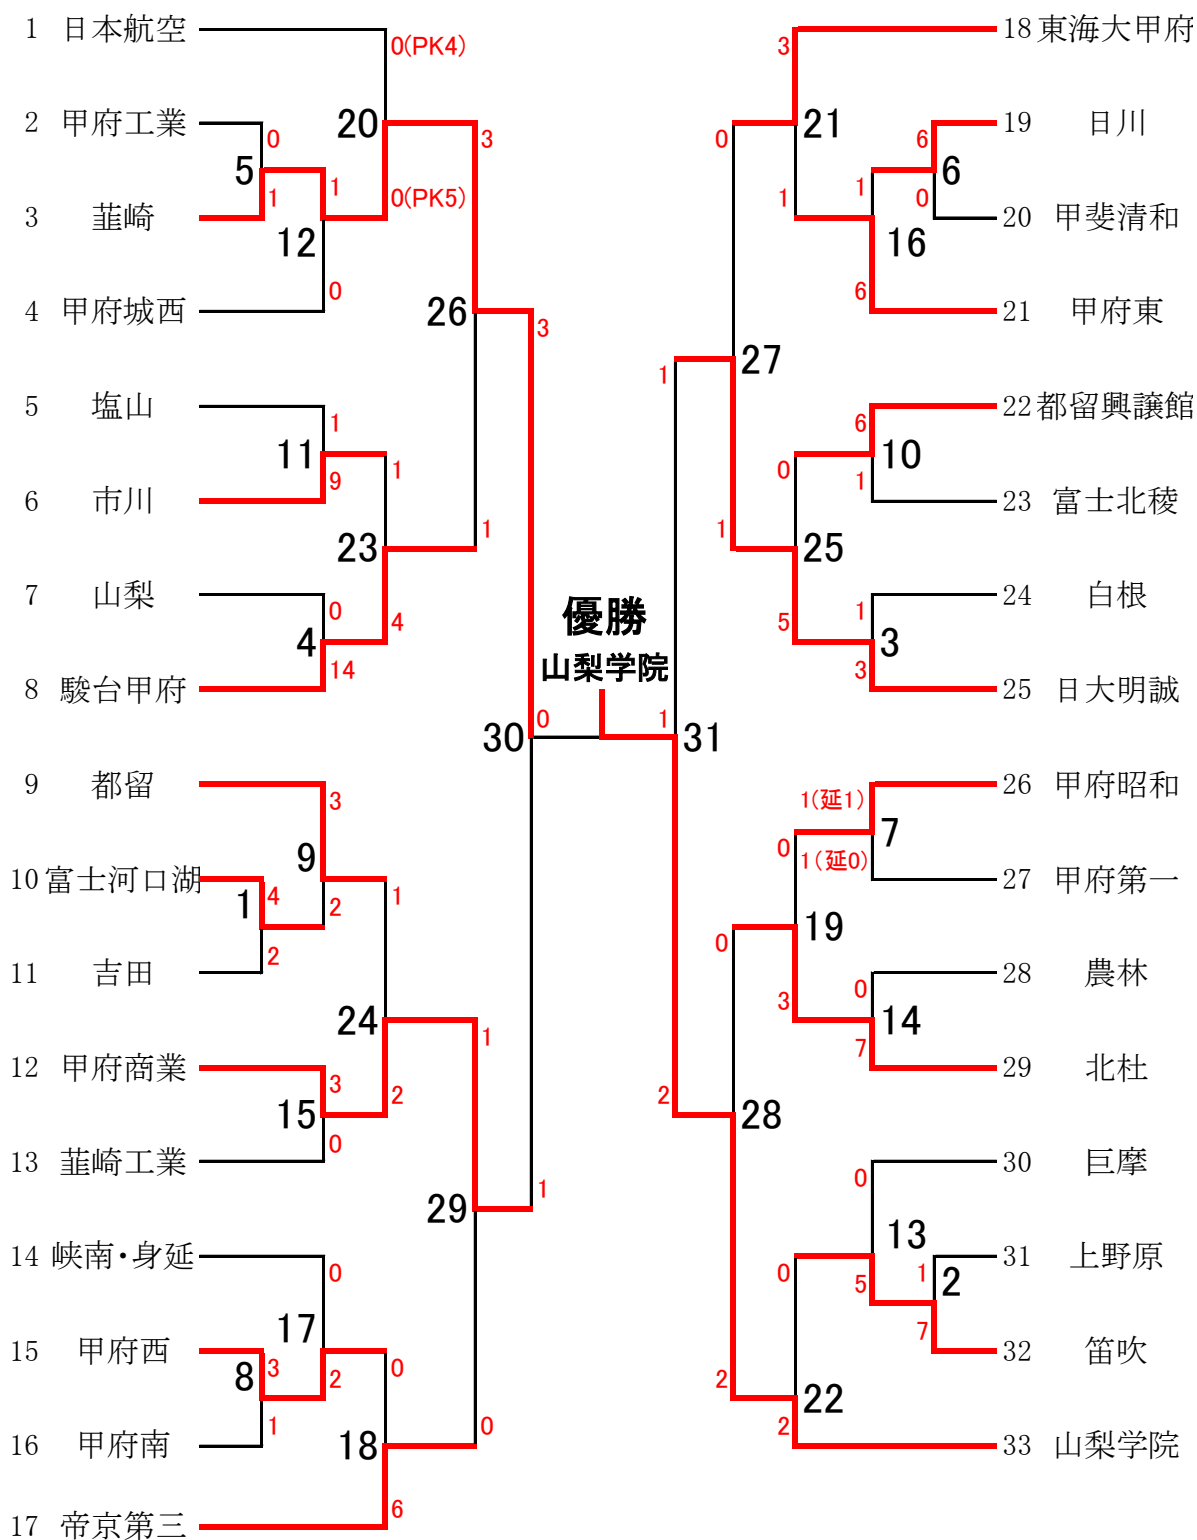 1 日本航空
0(PK4)
2 甲府工業
20
3
0
5
1
1
0(PK5)
3 韮崎
12
0
4 甲府城西
26
3
5 塩山
1
11
9
1
6 市川
23
1
7 山梨
0
4
4
14
8 駿台甲府
優勝
山梨学院
30
0
1
31
9 都留
3
9
10 富士河口湖
4
1
2
1
2
11 吉田
24
1
12 甲府商業
3
2
15
0
13 韮崎工業
29
1
14 峡南・身延
0
17
15 甲府西
3
0
8
2
1
0
16 甲府南
18
6
17 帝京第三
3
18 東海大甲府
0
21
6
19 日川
6
1
1
0
20 甲斐清和
16
6
21 甲府東
1
27
6
22 都留興譲館
0
10
1
23 富士北稜
1
25
24 白根
1
5
3
3
25 日大明誠
1(延1)
26 甲府昭和
7
0
1(延0)
27 甲府第一
0
19
28 農林
0
3
14
7
29 北杜
2
28
30 巨摩
0
13
31 上野原
0
5
1
2
7
32 笛吹
2
22
2
33 山梨学院